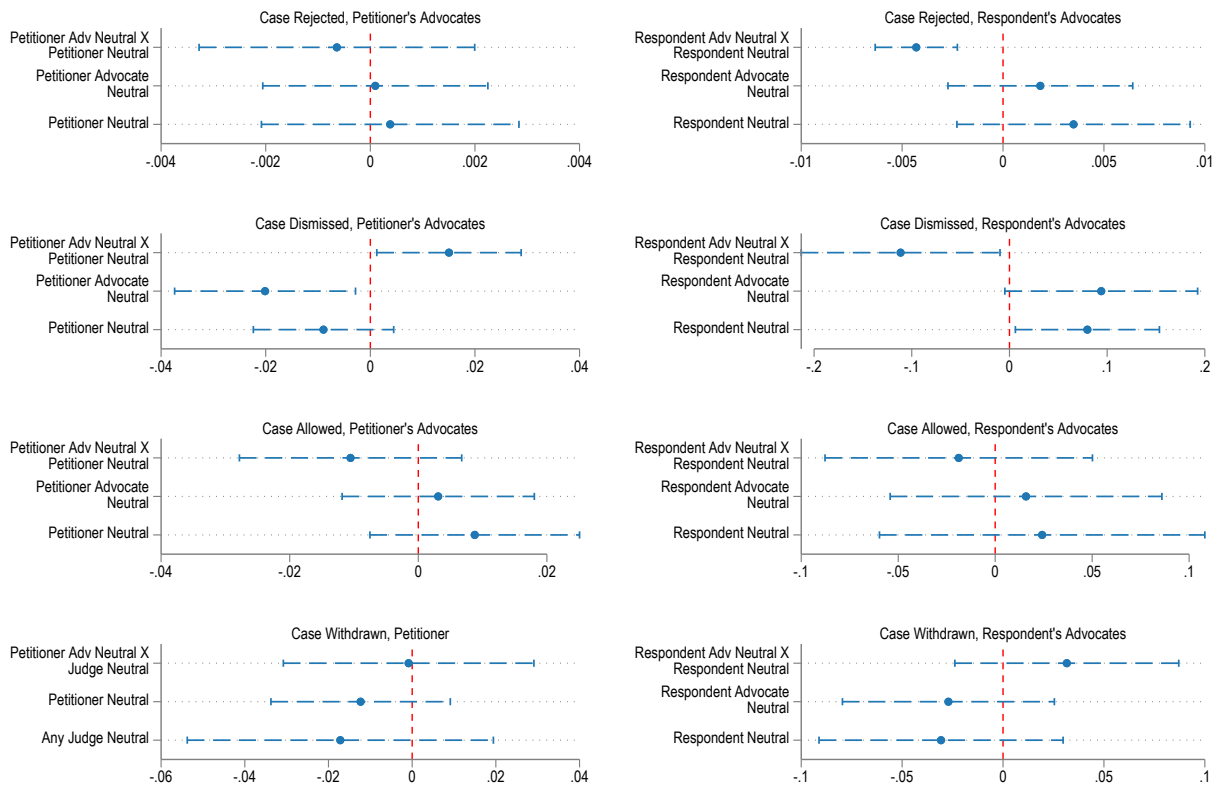 Case Rejected, Petitioner's Advocates
Petitioner Adv Neutral X
Petitioner Neutral
Petitioner Advocate
Neutral
Petitioner Neutral
-.004 -.002 0 .002 .004
Case Rejected, Respondent's Advocates
Respondent Adv Neutral X
Respondent Neutral
Respondent Advocate
Neutral
Respondent Neutral
-.01 -.005 0 .005 .01
Case Dismissed, Petitioner's Advocates
Petitioner Adv Neutral X
Petitioner Neutral
Petitioner Advocate
Neutral
Petitioner Neutral
-.04 -.02 0 .02 .04
Case Dismissed, Respondent's Advocates
Respondent Adv Neutral X
Respondent Neutral
Respondent Advocate
Neutral
Respondent Neutral
-.2 -.1 0 .1 .2
Case Allowed, Petitioner's Advocates
Petitioner Adv Neutral X
Petitioner Neutral
Petitioner Advocate
Neutral
Petitioner Neutral
-.04 -.02 0 .02
Case Allowed, Respondent's Advocates
Respondent Adv Neutral X
Respondent Neutral
Respondent Advocate
Neutral
Respondent Neutral
-.1 -.05 0 .05 .1
Case Withdrawn, Petitioner
Petitioner Adv Neutral X
Judge Neutral
Petitioner Neutral
Any Judge Neutral
-.06 -.04 -.02 0 .02 .04
Case Withdrawn, Respondent's Advocates
Respondent Adv Neutral X
Respondent Neutral
Respondent Advocate
Neutral
Respondent Neutral
-.1 -.05 0 .05 .1